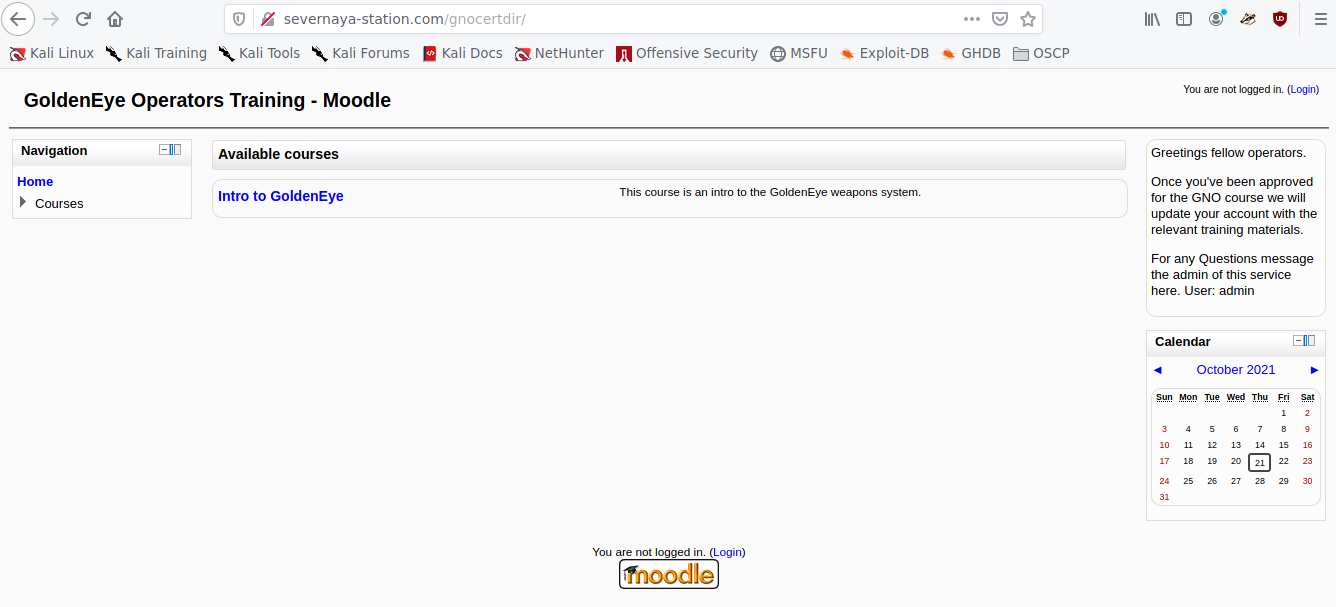 severnaya-station.com/gnocertdir/
Kali Linux Kali Training Kali Tools Kali Forums Kali Docs NetHunter Offensive Security MSFU Exploit-DB GHDB OSCP
GoldenEye Operators Training - Moodle
You are not logged in. (Login)
Navigation
Home
Courses
Available courses
Intro to GoldenEye
This course is an intro to the GoldenEye weapons system.
Greetings fellow operators.
Once you've been approved
for the GNO course we will
update your account with the
relevant training materials.
For any Questions message
the admin of this service
here. User: admin
Calendar
◄ October 2021 ►
Sun Mon Tue Wed Thu Fri Sat
1 2
3 4 5 6 7 8 9
10 11 12 13 14 15 16
17 18 19 20 21 22 23
24 25 26 27 28 29 30
31
You are not logged in. (Login)
moodle